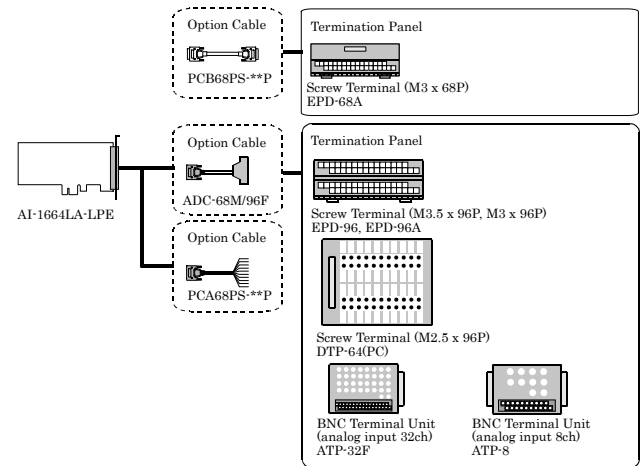 Option Cable
PCB68PS-**P
Termination Panel
Screw Terminal (M3 x 68P)
EPD-68A
AI-1664LA-LPE
Option Cable
ADC-68M/96F
Option Cable
PCA68PS-**P
Termination Panel
Screw Terminal (M3.5 x 96P, M3 x 96P)
EPD-96, EPD-96A
Screw Terminal (M2.5 x 96P)
DTP-64(PC)
BNC Terminal Unit
(analog input 32ch)
ATP-32F
BNC Terminal Unit
(analog input 8ch)
ATP-8